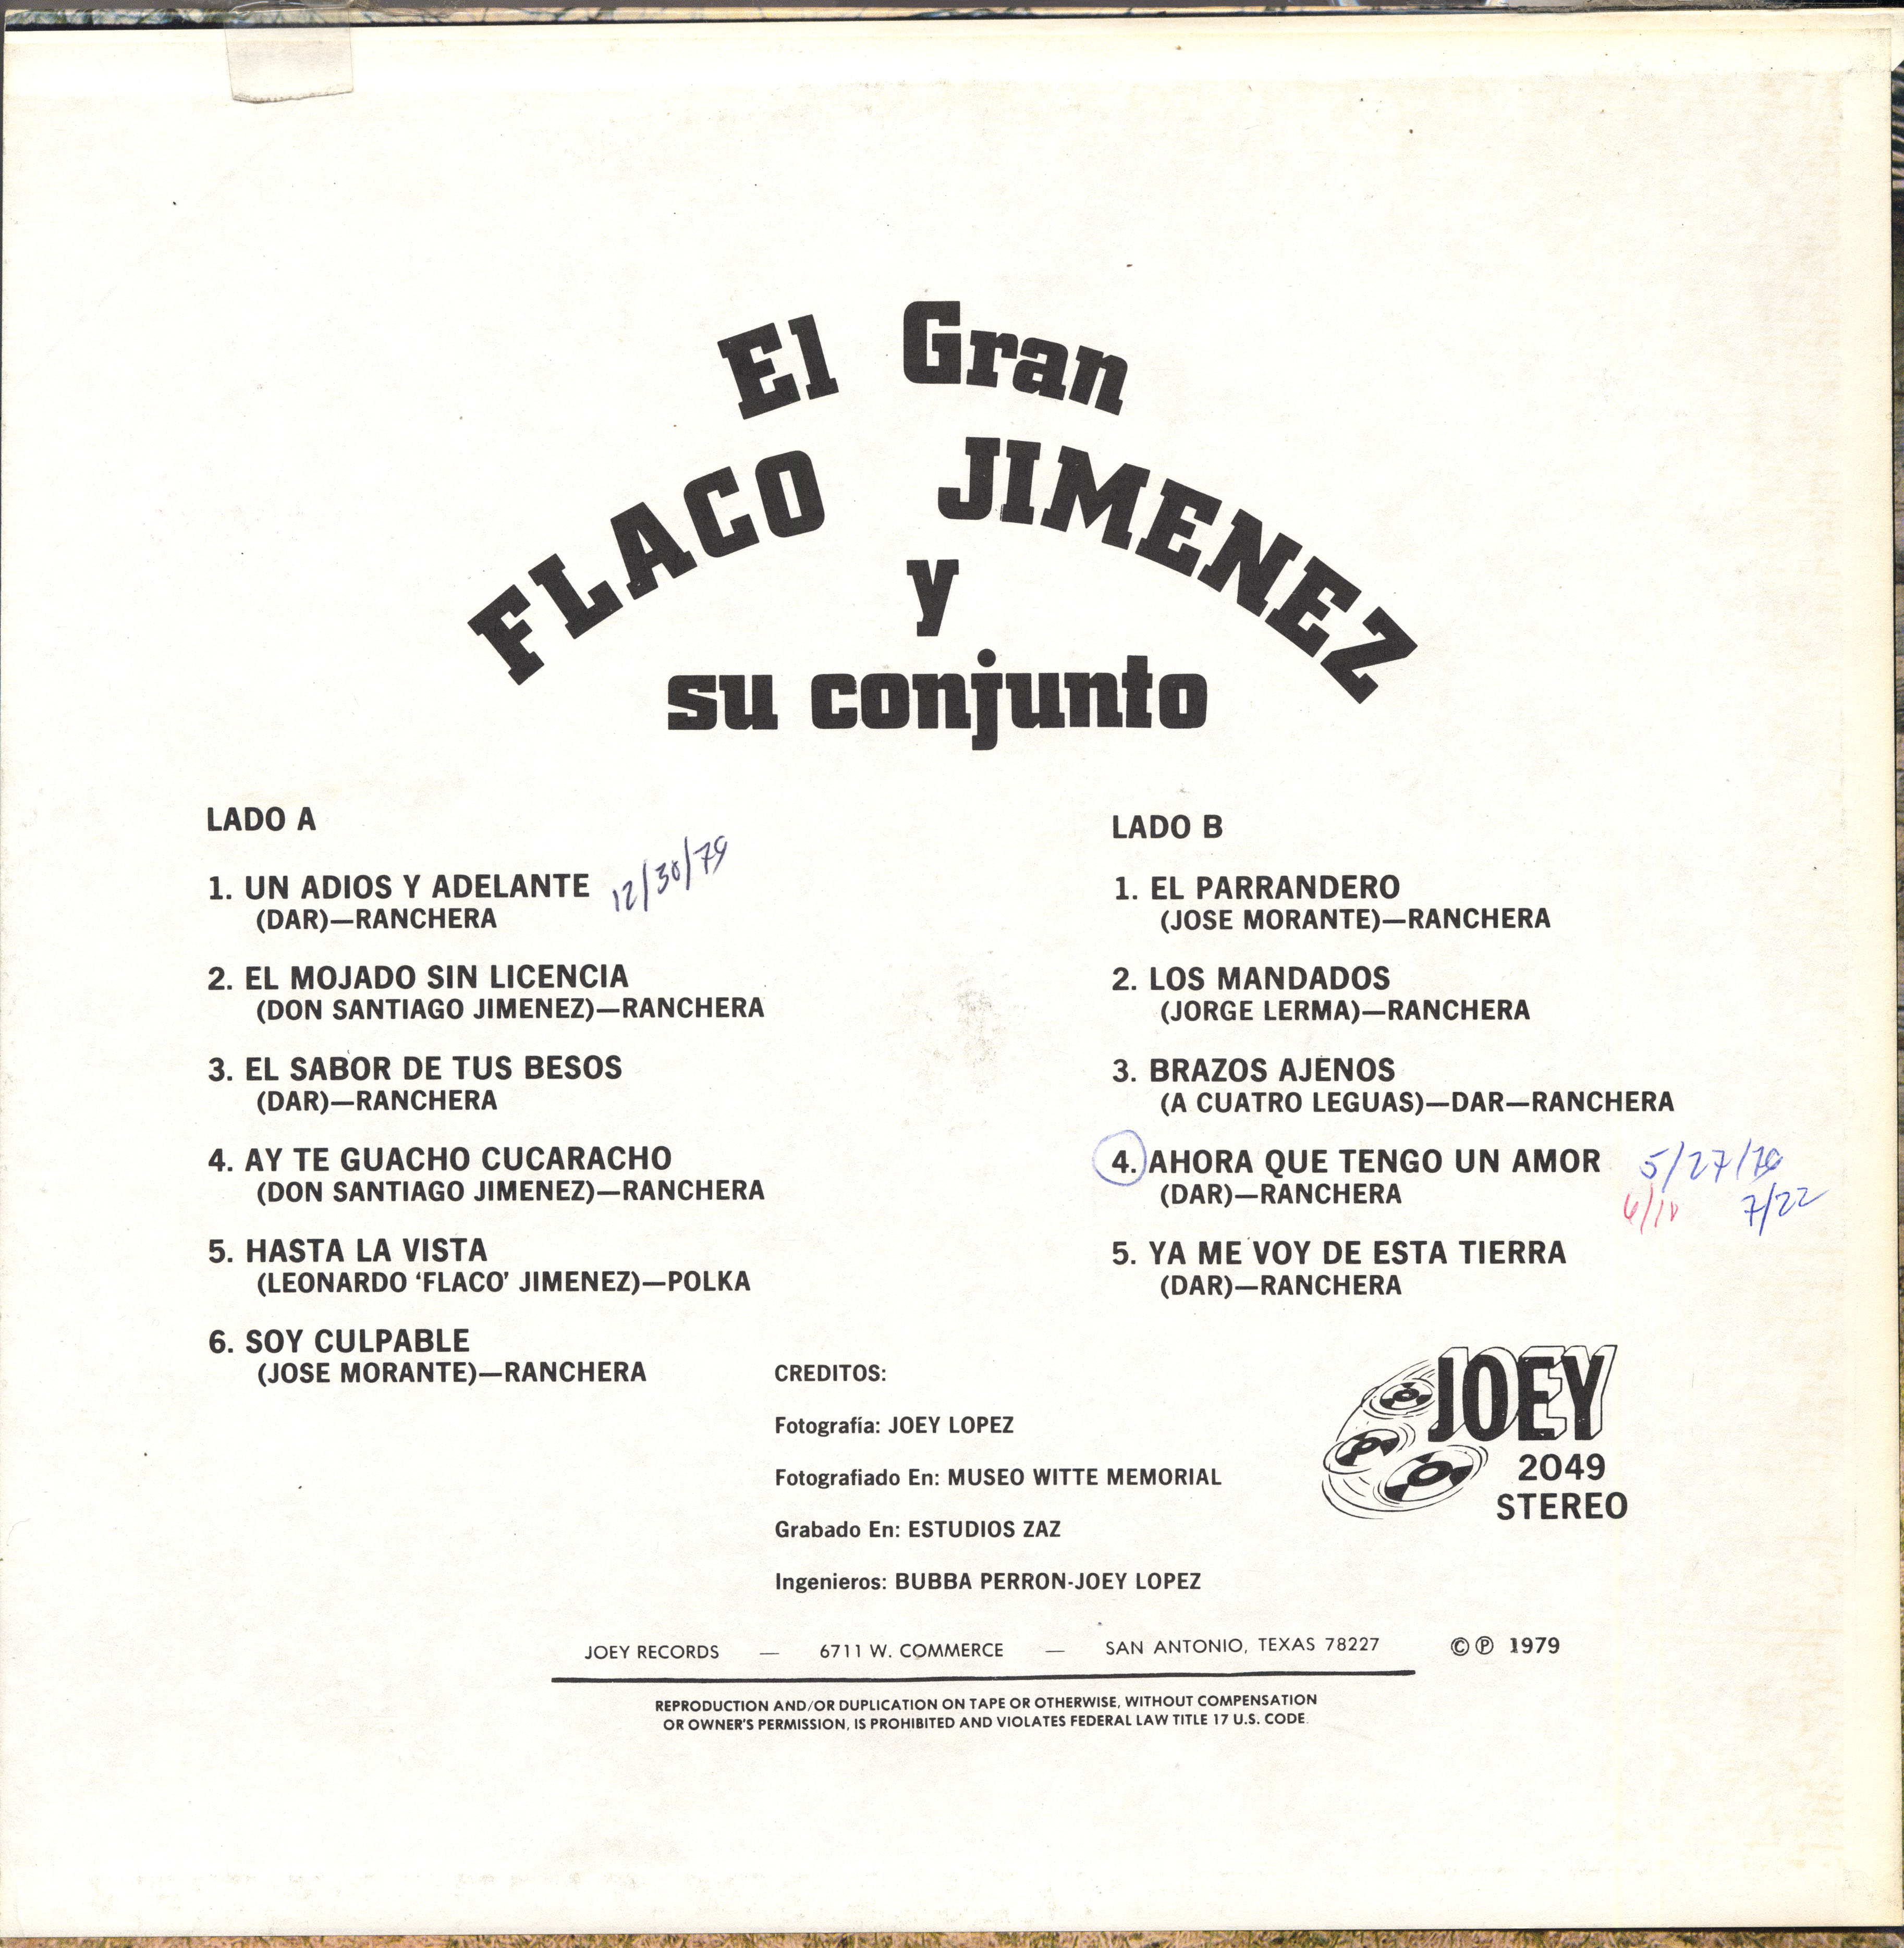 El Gran
FLACO JIMENEZ
y
su conjunto
LADO A
1. UN ADIOS Y ADELANTE 12/30/79
(DAR)—RANCHERA
2. EL MOJADO SIN LICENCIA
(DON SANTIAGO JIMENEZ)—RANCHERA
3. EL SABOR DE TUS BESOS
(DAR)—RANCHERA
4. AY TE GUACHO CUCARACHO
(DON SANTIAGO JIMENEZ)—RANCHERA
5. HASTA LA VISTA
(LEONARDO ‘FLACO’ JIMENEZ)—POLKA
6. SOY CULPABLE
(JOSE MORANTE)—RANCHERA
LADO B
1. EL PARRANDERO
(JOSE MORANTE)—RANCHERA
2. LOS MANDADOS
(JORGE LERMA)—RANCHERA
3. BRAZOS AJENOS
(A CUATRO LEGUAS)—DAR—RANCHERA
4. AHORA QUE TENGO UN AMOR
(DAR)—RANCHERA 7/22
5. YA ME VOY DE ESTA TIERRA
(DAR)—RANCHERA
CREDITOS:
Fotografía: JOEY LOPEZ
Fotografiado En: MUSEO WITTE MEMORIAL
Grabado En: ESTUDIOS ZAZ
Ingenieros: BUBBA PERRON-JOEY LOPEZ
JOEY
2049
STEREO
JOEY RECORDS — 6711 W. COMMERCE — SAN ANTONIO, TEXAS 78227 © ℗ 1979
REPRODUCTION AND/OR DUPLICATION ON TAPE OR OTHERWISE, WITHOUT COMPENSATION
OR OWNER'S PERMISSION, IS PROHIBITED AND VIOLATES FEDERAL LAW TITLE 17 U.S. CODE.